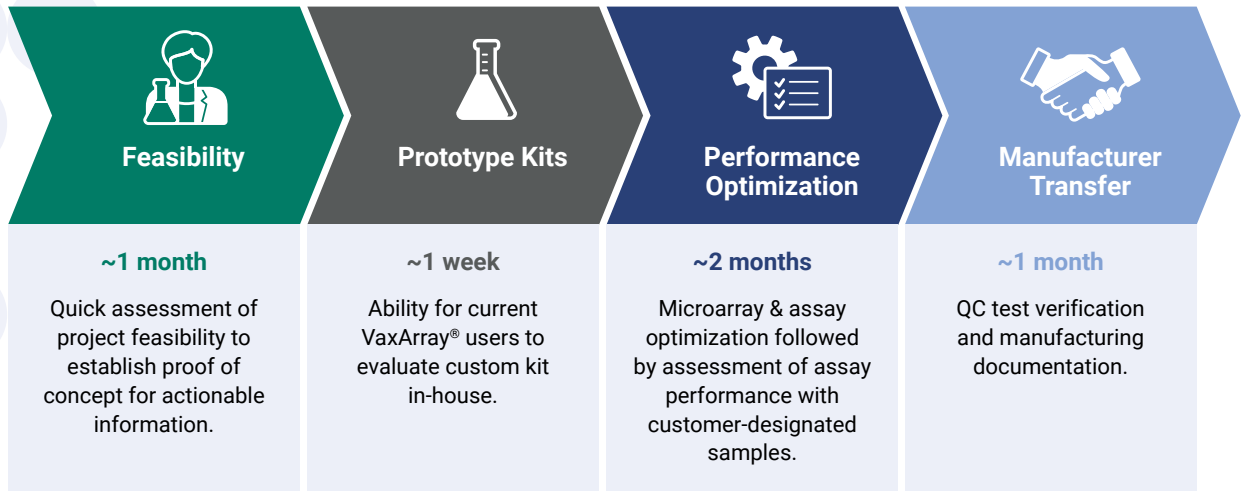 Feasibility
~1 month
Quick assessment of
project feasibility to
establish proof of
concept for actionable
information.
Prototype Kits
~1 week
Ability for current
VaxArray® users to
evaluate custom kit
in-house.
Performance
Optimization
~2 months
Microarray & assay
optimization followed
by assessment of assay
performance with
customer-designated
samples.
Manufacturer
Transfer
~1 month
QC test verification
and manufacturing
documentation.